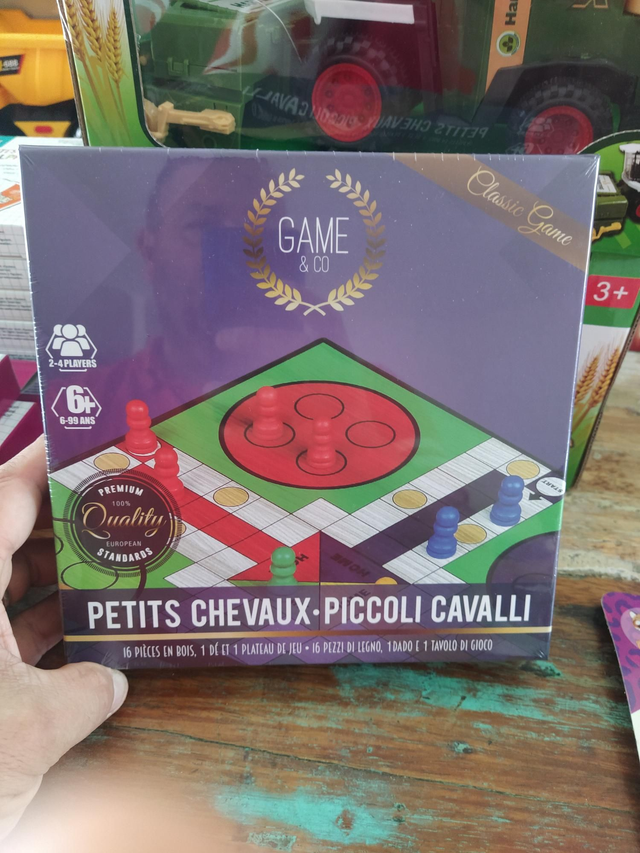 Classic Game
GAME
& CO
3+
2-4 PLAYERS
6+
6-99 ANS
PREMIUM
100%
Quality
EUROPEAN
STANDARDS
START
HOME
PETITS CHEVAUX · PICCOLI CAVALLI
16 PIÈCES EN BOIS, 1 DÉ ET 1 PLATEAU DE JEU • 16 PEZZI DI LEGNO, 1 DADO E 1 TAVOLO DI GIOCO